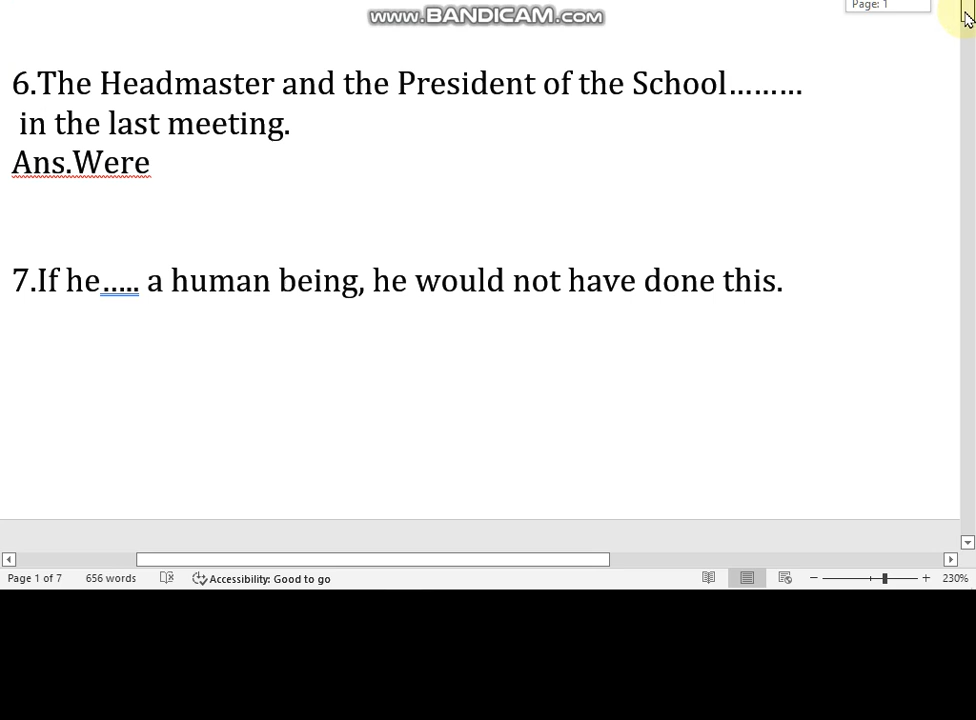 www.BANDICAM.com
Page: 1
6.The Headmaster and the President of the School.........
in the last meeting.
Ans.Were
7.If he..... a human being, he would not have done this.
Page 1 of 7 656 words Accessibility: Good to go 230%